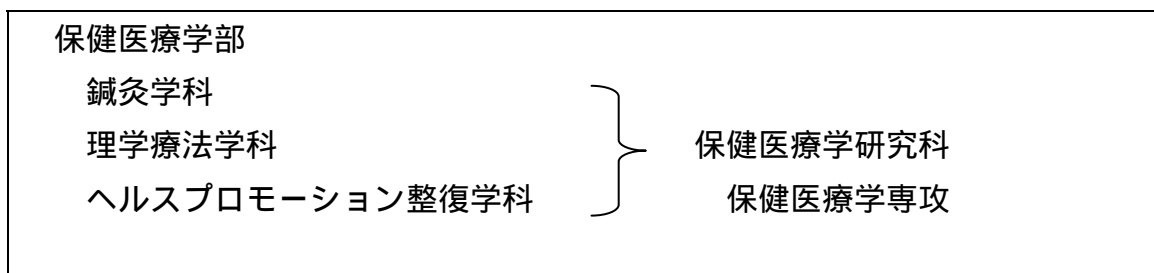 保健医療学部
鍼灸学科
理学療法学科
ヘルスプロモーション整復学科
保健医療学研究科
保健医療学専攻